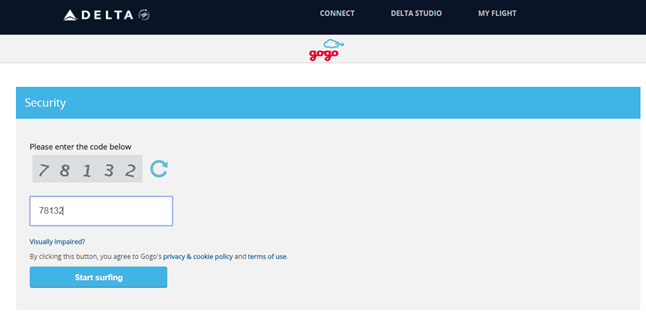 DELTA CONNECT DELTA STUDIO MY FLIGHT
gogo
Security
Please enter the code below
7 8 1 3 2
78132
Visually impaired?
By clicking this button, you agree to Gogo's privacy & cookie policy and terms of use.
Start surfing